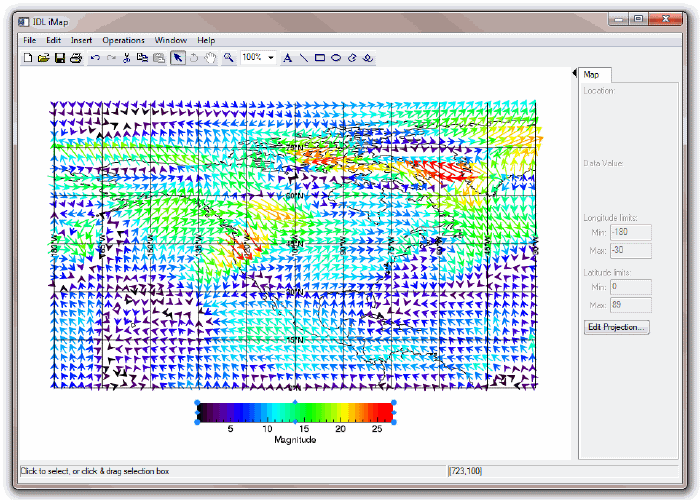 IDL iMap
File Edit Insert Operations Window Help
100%
Map
Location:
Data Value:
Longitude limits:
Min: -180
Max: -30
Latitude limits:
Min: 0
Max: 89
Edit Projection...
75°N
60°N
45°N
30°N
15°N
5 10 15 20 25
Magnitude
Click to select, or click & drag selection box
[723,100]